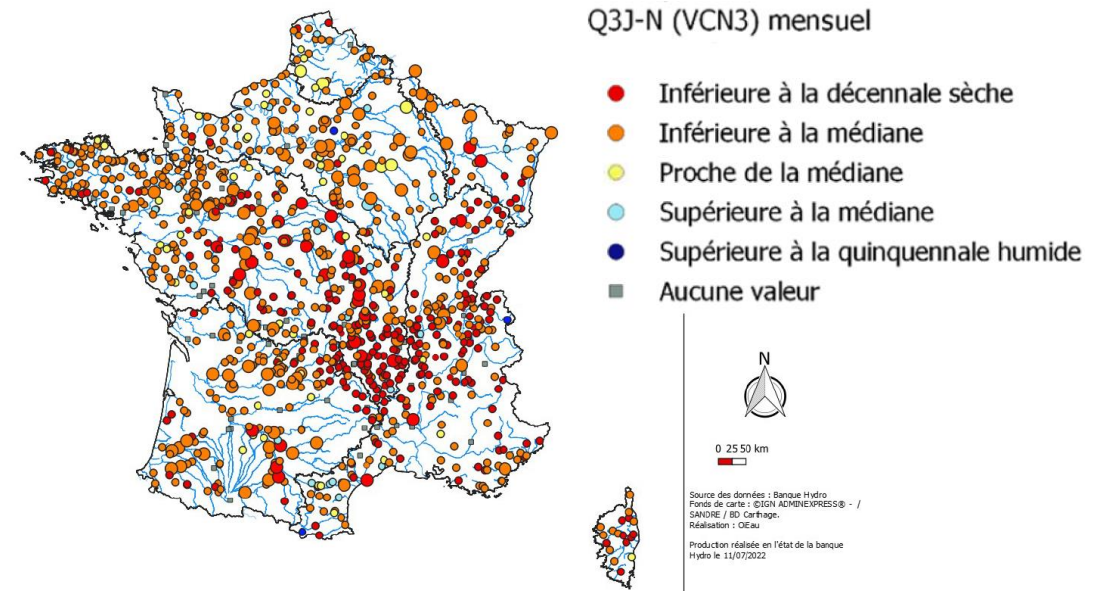 Q3J-N (VCN3) mensuel
Inférieure à la décennale sèche
Inférieure à la médiane
Proche de la médiane
Supérieure à la médiane
Supérieure à la quinquennale humide
Aucune valeur
N
0 25 50 km
Source des données : Banque Hydro
Fonds de carte : ©IGN ADMINEXPRESS® - /
SANDRE / BD Carthage.
Réalisation : OiEau
Production réalisée en l'état de la banque
Hydro le 11/07/2022